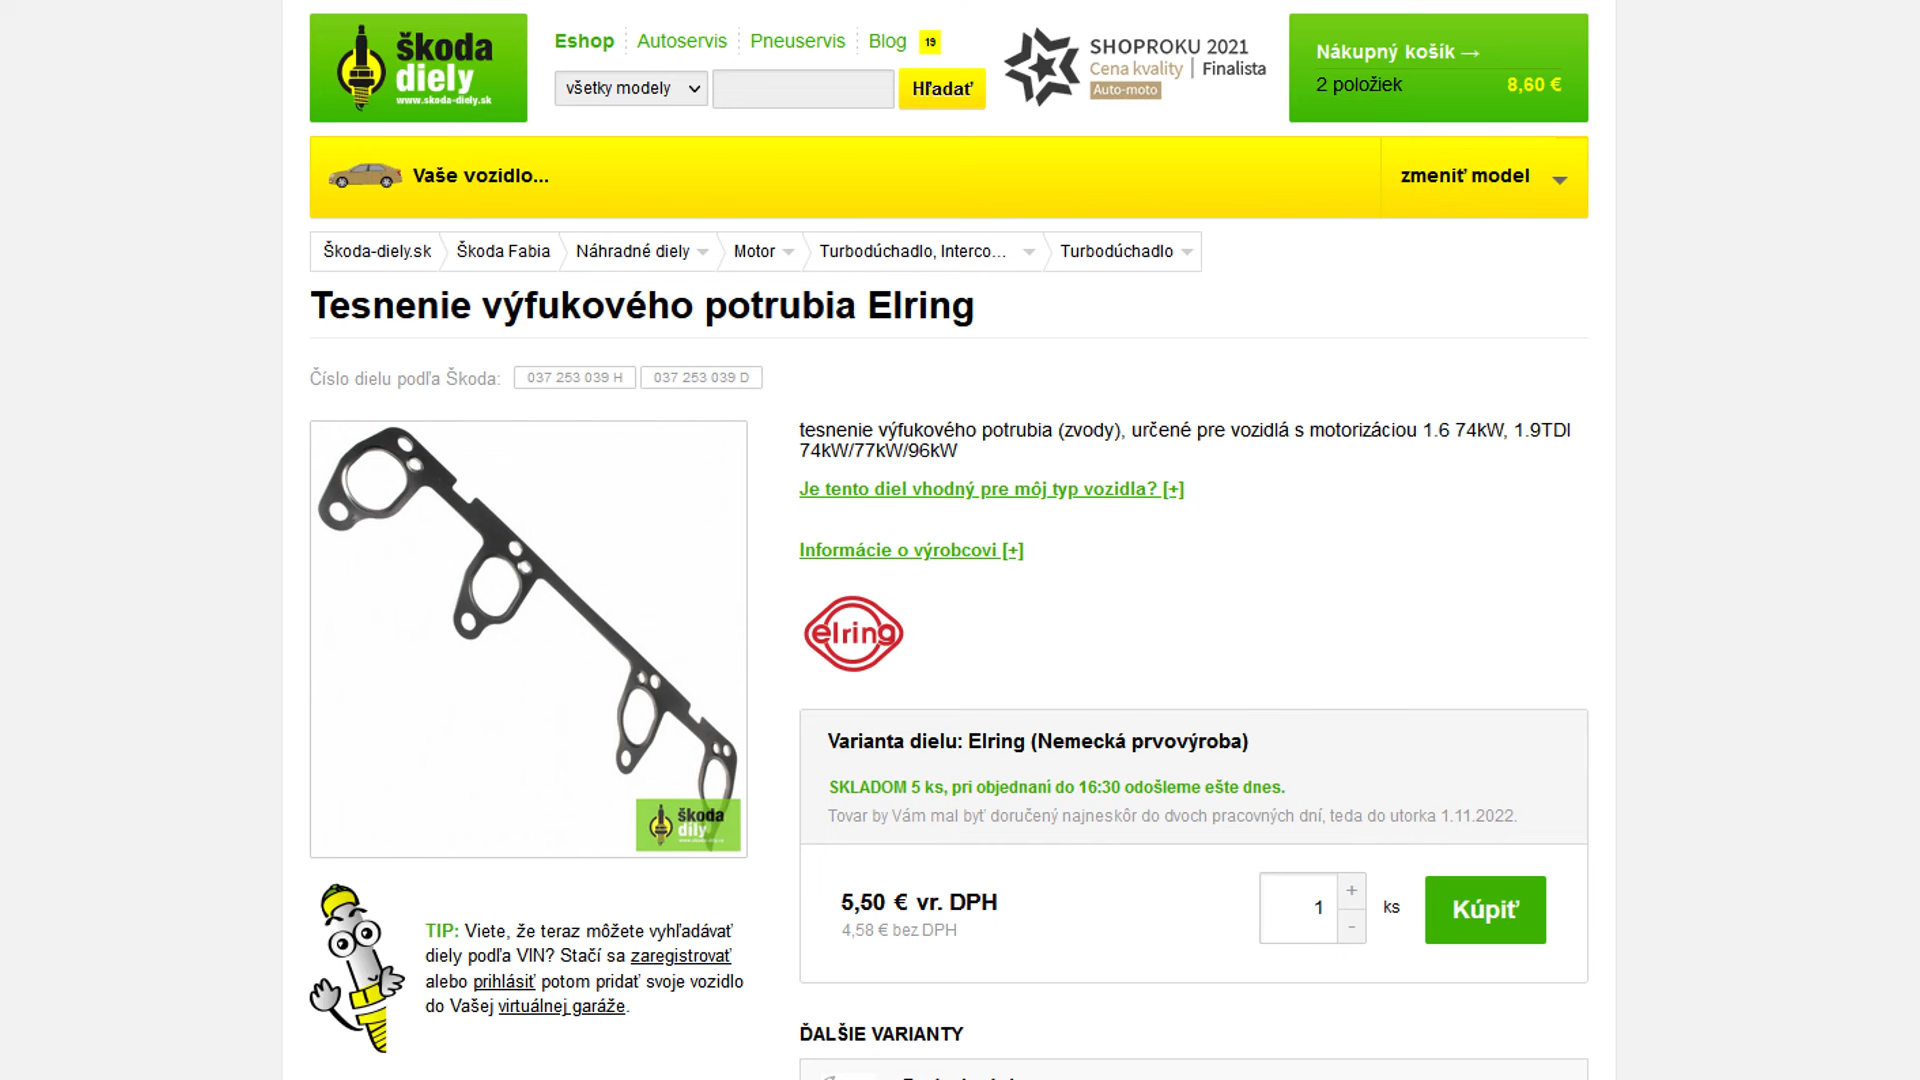 škoda
diely
www.skoda-diely.sk
Eshop
Autoservis
Pneuservis
Blog
19
všetky modely
Hľadať
SHOPROKU 2021
Cena kvality | Finalista
Auto-moto
Nákupný košík →
2 položiek
8,60 €
Vaše vozidlo...
zmeniť model
Škoda-diely.sk
Škoda Fabia
Náhradné diely
Motor
Turbodúchadlo, Interco...
Turbodúchadlo
Tesnenie výfukového potrubia Elring
Číslo dielu podľa Škoda:
037 253 039 H
037 253 039 D
tesnenie výfukového potrubia (zvody), určené pre vozidlá s motorizáciou 1.6 74kW, 1.9TDI
74kW/77kW/96kW
Je tento diel vhodný pre môj typ vozidla? [+]
Informácie o výrobcovi [+]
elring
škoda
díly
Varianta dielu: Elring (Nemecká prvovýroba)
SKLADOM 5 ks, pri objednaní do 16:30 odošleme ešte dnes.
Tovar by Vám mal byť doručený najneskôr do dvoch pracovných dní, teda do utorka 1.11.2022.
5,50 € vr. DPH
4,58 € bez DPH
1
+
-
ks
Kúpiť
TIP: Viete, že teraz môžete vyhľadávať
diely podľa VIN? Stačí sa zaregistrovať
alebo prihlásiť potom pridať svoje vozidlo
do Vašej virtuálnej garáže.
ĎALŠIE VARIANTY